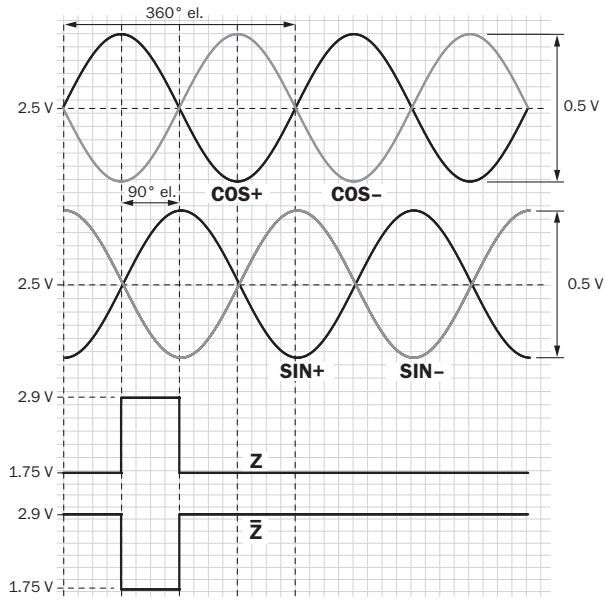 360° el.
2.5 V
0.5 V
90° el.
COS+
COS–
2.5 V
0.5 V
SIN+
SIN–
2.9 V
Z
1.75 V
2.9 V
Z̅
1.75 V